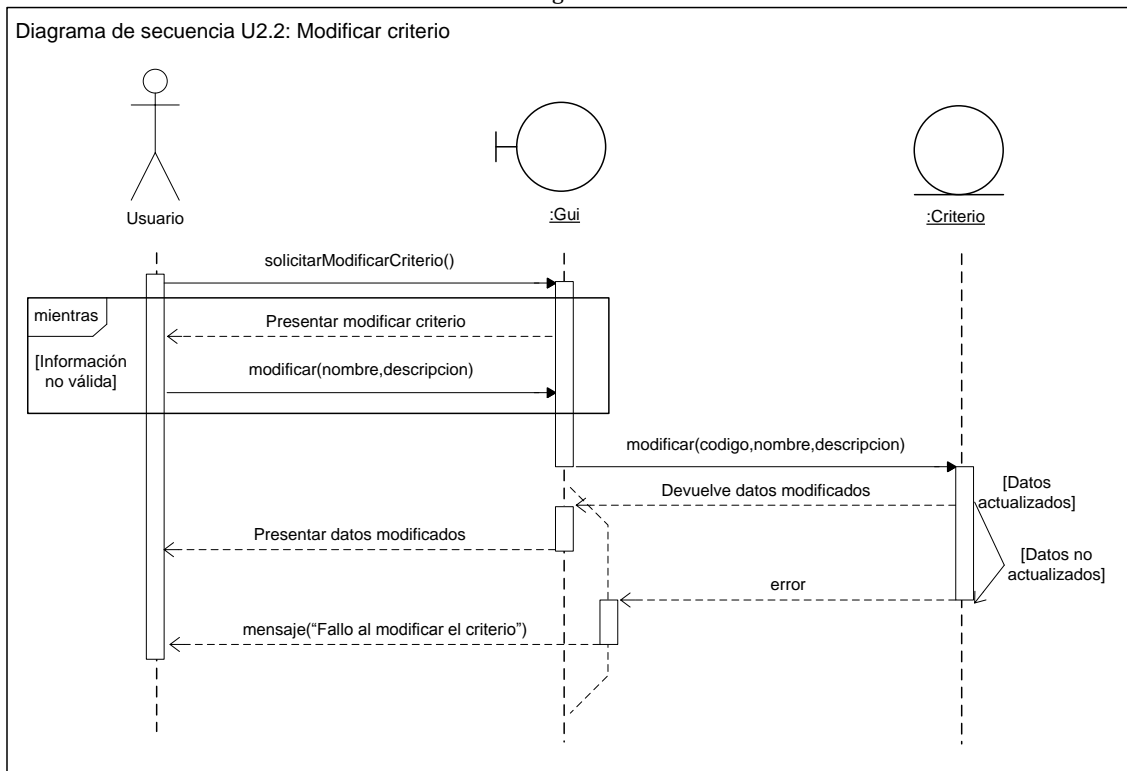 Diagrama de secuencia U2.2: Modificar criterio
Usuario
:Gui
:Criterio
solicitarModificarCriterio()
mientras
Presentar modificar criterio
[Información
no válida]
modificar(nombre,descripcion)
modificar(codigo,nombre,descripcion)
Devuelve datos modificados
[Datos
actualizados]
Presentar datos modificados
[Datos no
actualizados]
error
mensaje(“Fallo al modificar el criterio”)